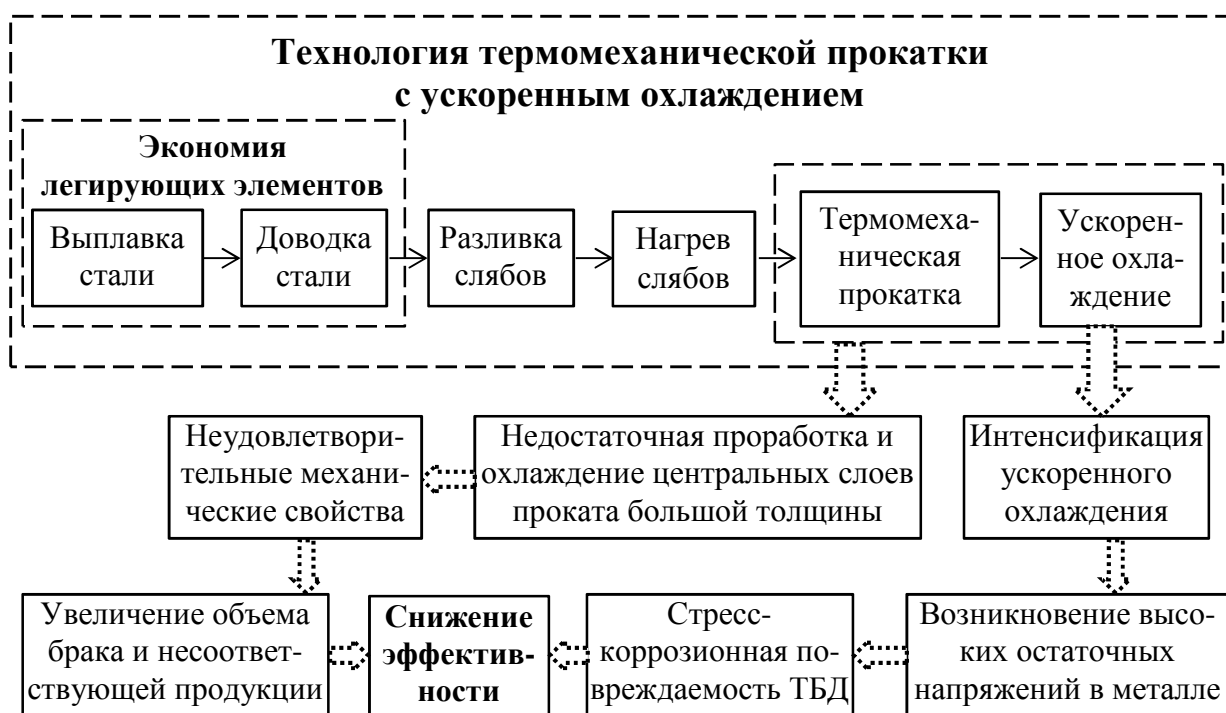 Технология термомеханической прокатки
с ускоренным охлаждением
Экономия
легирующих элементов
Выплавка
стали
Доводка
стали
Разливка
слябов
Нагрев
слябов
Термомеха-
ническая
прокатка
Ускорен-
ное охла-
ждение
Неудовлетвори-
тельные механи-
ческие свойства
Недостаточная проработка и
охлаждение центральных слоев
проката большой толщины
Интенсификация
ускоренного
охлаждения
Увеличение объема
брака и несоответ-
ствующей продукции
Снижение
эффектив-
ности
Стресс-
коррозионная по-
вреждаемость ТБД
Возникновение высо-
ких остаточных
напряжений в металле